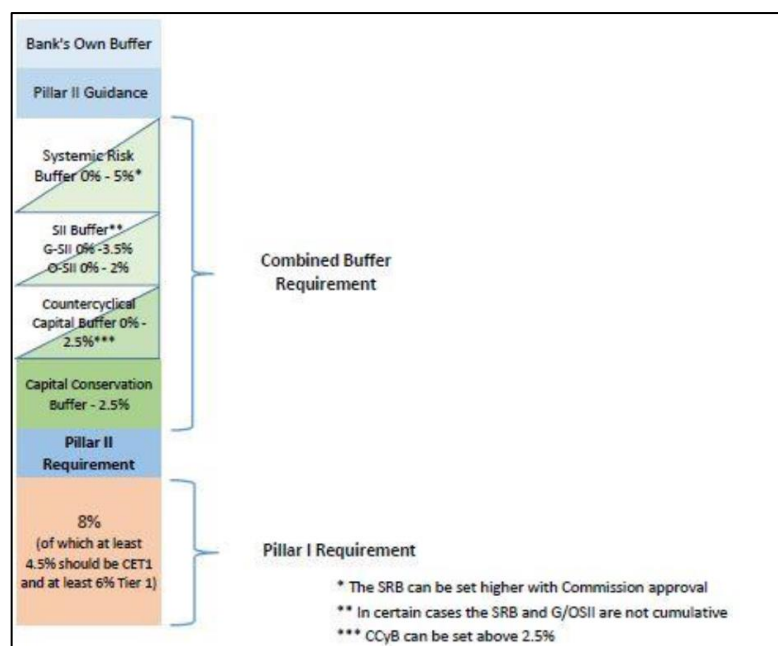 Bank's Own Buffer
Pillar II Guidance
Systemic Risk
Buffer 0% - 5%*
SII Buffer**
G-SII 0% -3.5%
O-SII 0% - 2%
Countercyclical
Capital Buffer 0% -
2.5%***
Capital Conservation
Buffer - 2.5%
Combined Buffer
Requirement
Pillar II
Requirement
8%
(of which at least
4.5% should be CET1
and at least 6% Tier 1)
Pillar I Requirement
* The SRB can be set higher with Commission approval
** In certain cases the SRB and G/OSII are not cumulative
*** CCyB can be set above 2.5%